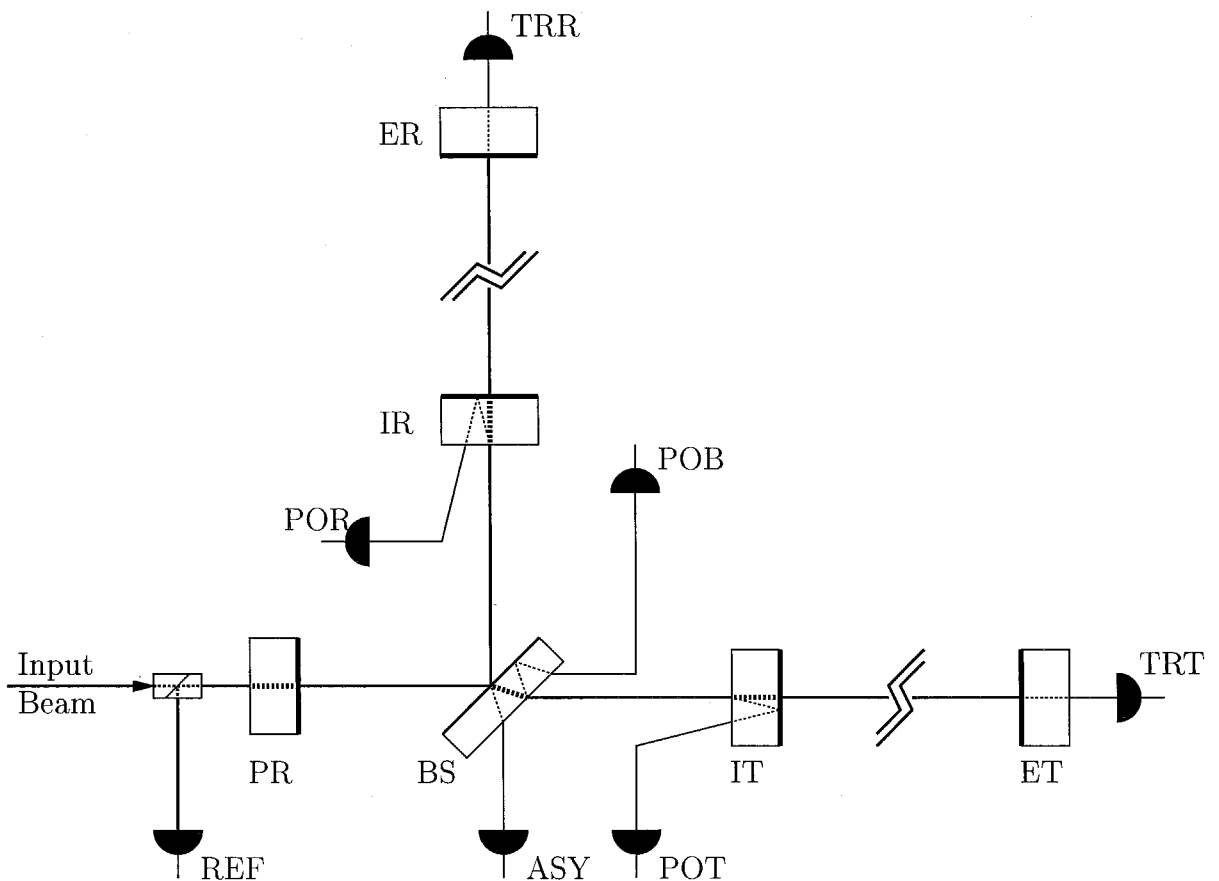 TRR
ER
IR
POB
POR
Input
Beam
TRT
PR
BS
IT
ET
REF
ASY
POT